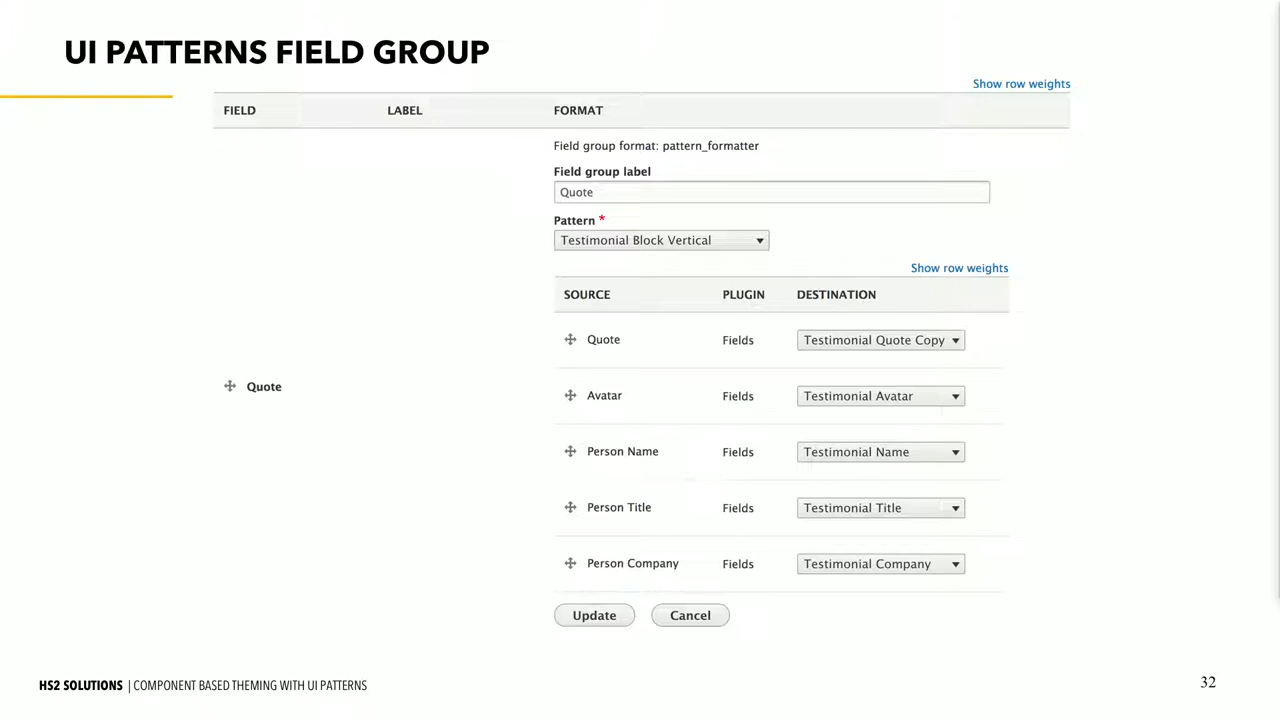 UI PATTERNS FIELD GROUP
Show row weights
FIELD LABEL FORMAT
Field group format: pattern_formatter
Field group label
Quote
Pattern *
Testimonial Block Vertical
Show row weights
SOURCE PLUGIN DESTINATION
Quote Fields Testimonial Quote Copy
Quote
Avatar Fields Testimonial Avatar
Person Name Fields Testimonial Name
Person Title Fields Testimonial Title
Person Company Fields Testimonial Company
Update Cancel
HS2 SOLUTIONS | COMPONENT BASED THEMING WITH UI PATTERNS
32